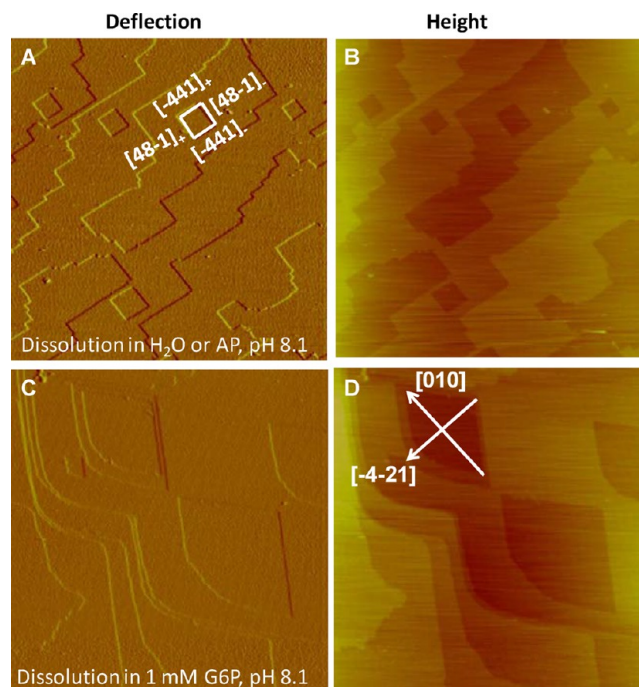 Deflection
Height
A
[-441]₊
[48-1]₋
[48-1]₊
[-441]₋
Dissolution in H₂O or AP, pH 8.1
B
C
Dissolution in 1 mM G6P, pH 8.1
D
[010]
[-4-21]